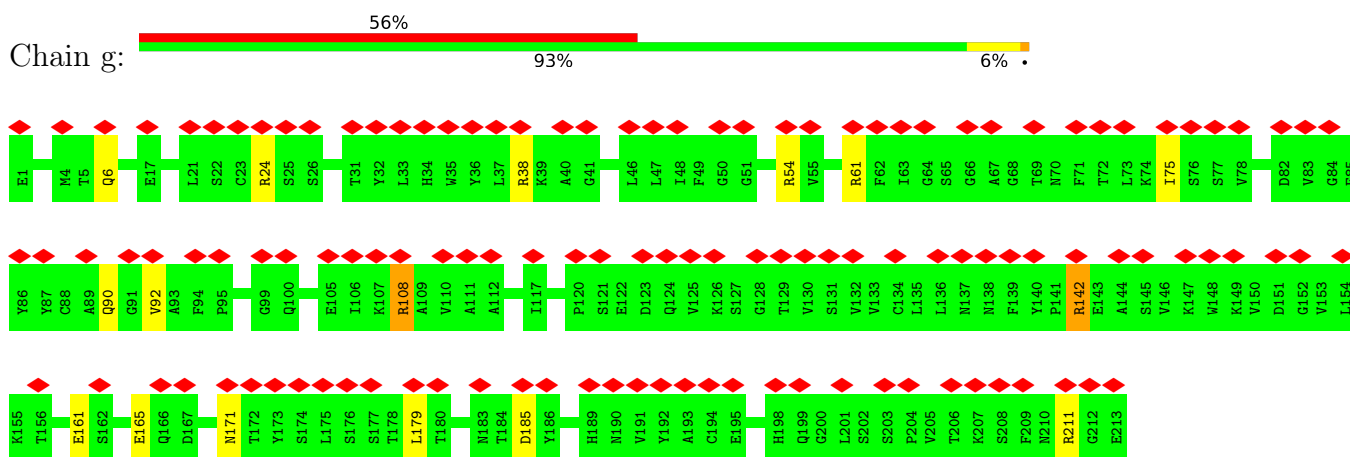 56%
Chain g:
93% 6% •
E1 M4 T5 Q6 E17 L21 S22 C23 R24 S25 S26 T31 Y32 L33 H34 W35 Y36 L37 R38 K39 A40 G41 L46 L47 I48 F49 G50 G51 R54 V55 R61 F62 I63 G64 S65 G66 A67 G68 T69 N70 F71 T72 L73 K74 I75 S76 S77 V78 D82 V83 G84
Y86 Y87 C88 A89 Q90 G91 V92 A93 F94 P95 G99 Q100 E105 I106 K107 R108 A109 V110 A111 A112 I117 P120 S121 E122 D123 Q124 V125 K126 S127 G128 T129 V130 S131 V132 V133 C134 L135 L136 N137 N138 F139 Y140 P141 R142 E143 A144 S145 V146 K147 W148 K149 V150 D151 G152 V153 L154
K155 T156 E161 S162 E165 Q166 D167 N171 T172 Y173 S174 L175 S176 S177 T178 L179 T180 N183 T184 D185 Y186 H189 N190 V191 Y192 A193 C194 E195 H198 Q199 G200 L201 S202 S203 P204 V205 T206 K207 S208 F209 N210 R211 G212 E213